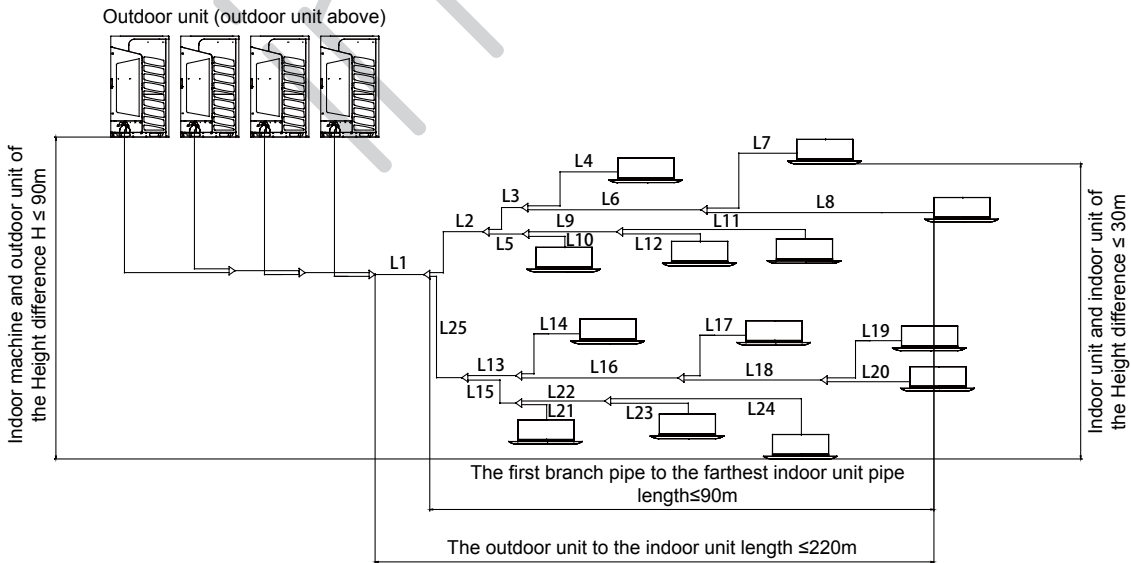 Outdoor unit (outdoor unit above)
Indoor machine and outdoor unit of
the Height difference H ≤ 90m
L1
L2
L3
L4
L5
L6
L7
L8
L9
L10
L11
L12
L25
L13
L14
L15
L16
L17
L18
L19
L20
L21
L22
L23
L24
Indoor unit and indoor unit of
the Height difference ≤ 30m
The first branch pipe to the farthest indoor unit pipe
length≤90m
The outdoor unit to the indoor unit length ≤220m